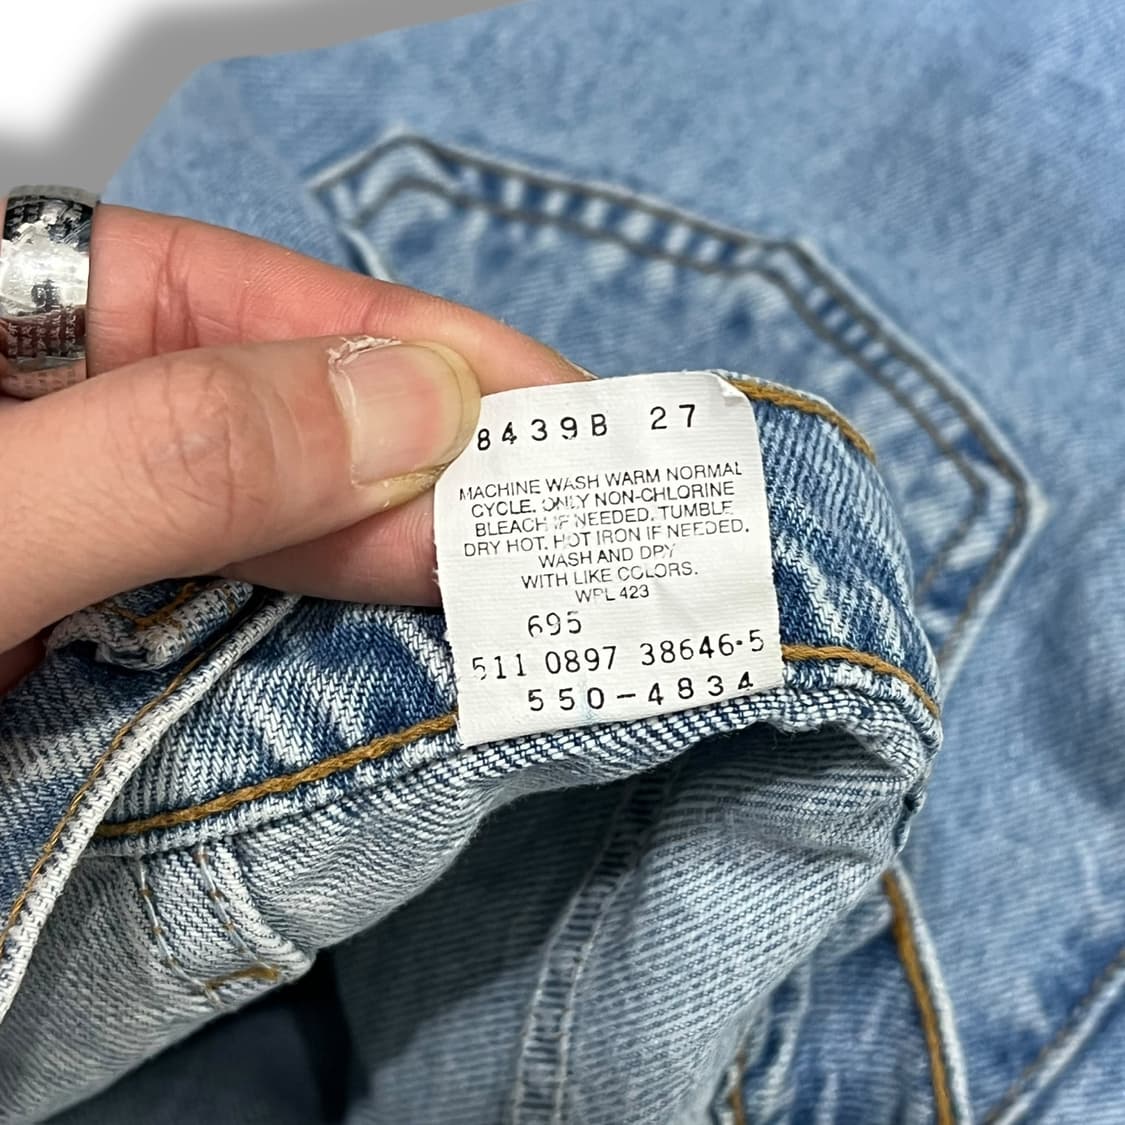 8439B 27
MACHINE WASH WARM NORMAL
CYCLE. ONLY NON-CHLORINE
BLEACH IF NEEDED. TUMBLE
DRY HOT. HOT IRON IF NEEDED.
WASH AND DRY
WITH LIKE COLORS.
WPL 423
695
511 0897 38646-5
550-4834